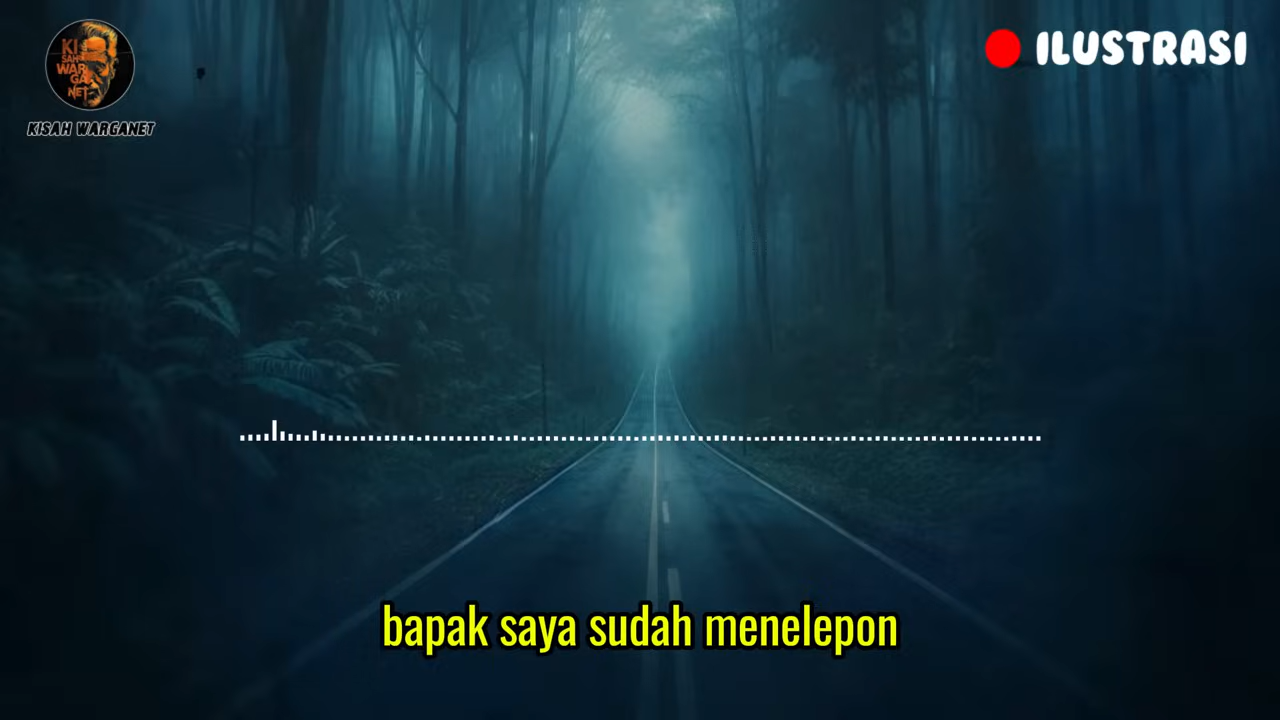 KI
SAH
WAR
GA
NET
KISAH WARGANET
ILUSTRASI
bapak saya sudah menelepon